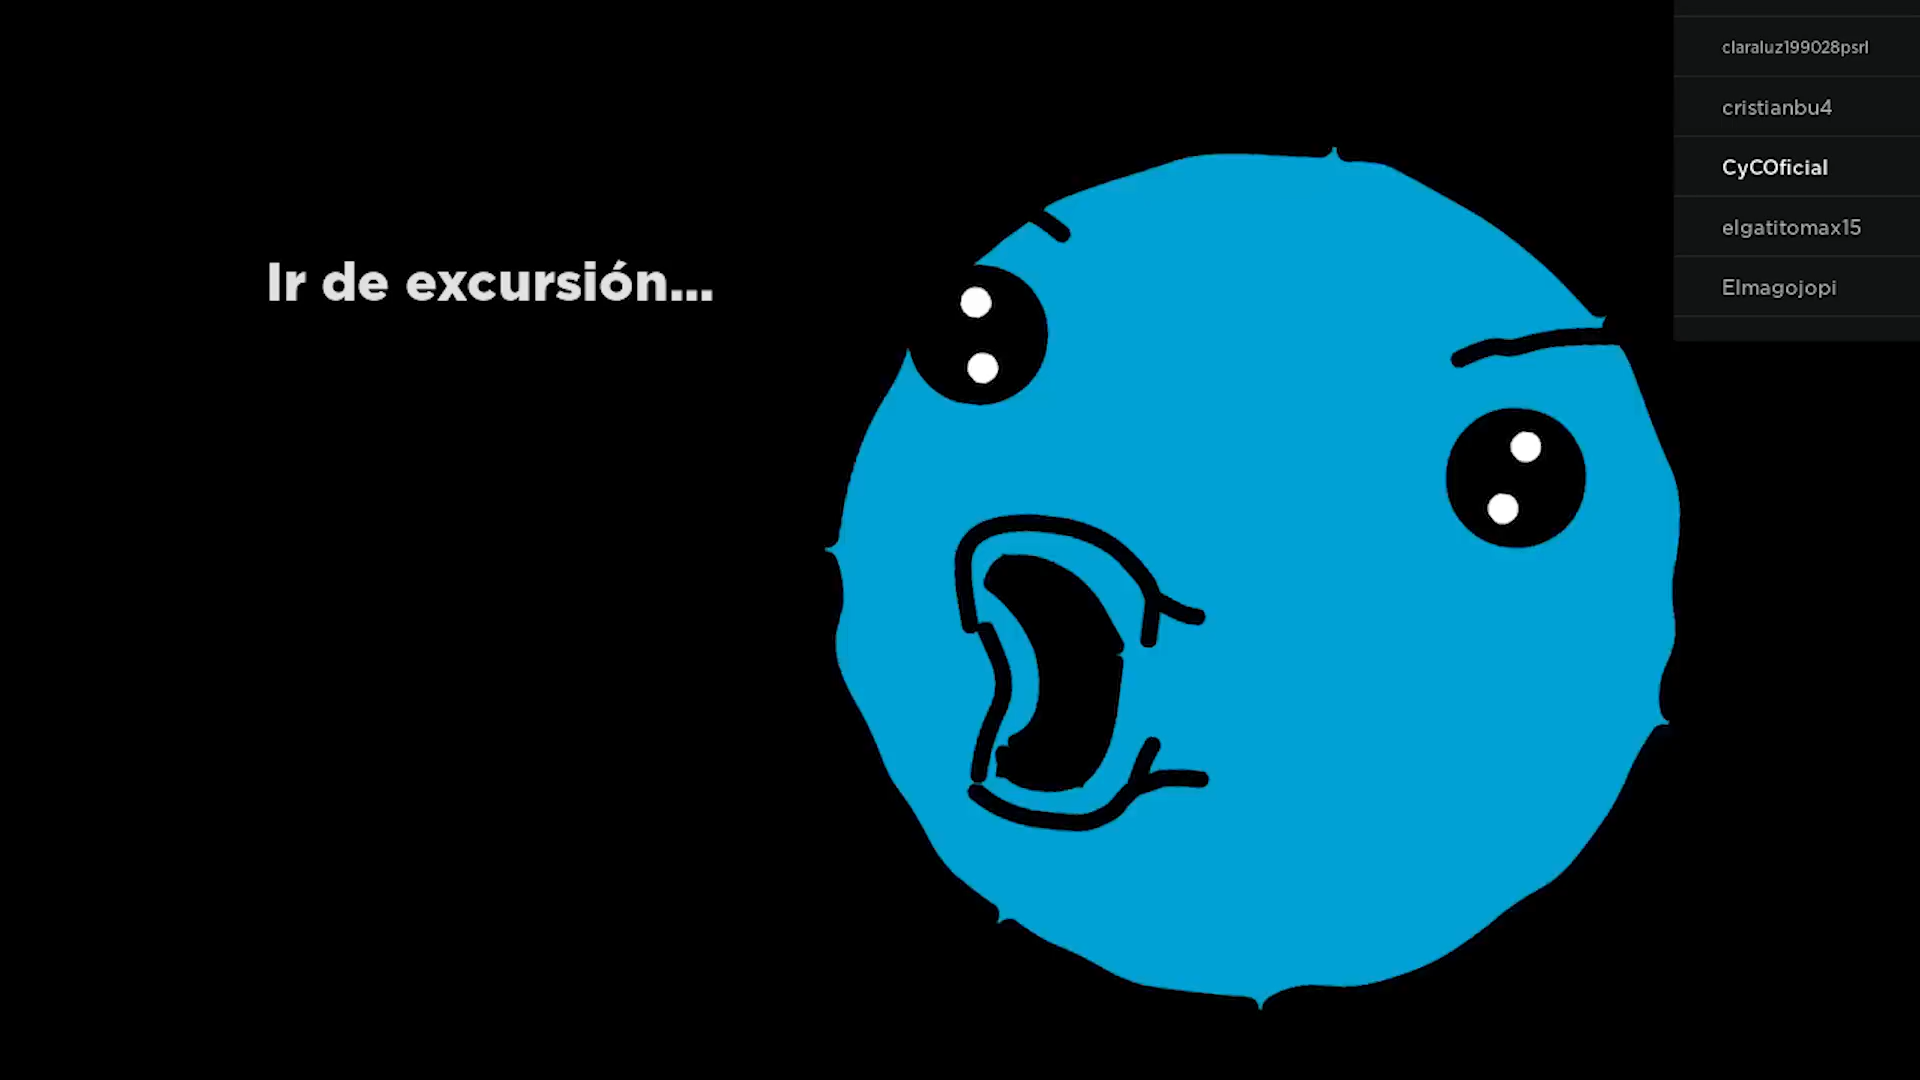 Ir de excursión...
claraluz199028psrl
cristianbu4
CyCOficial
elgatitomax15
Elmagojopi